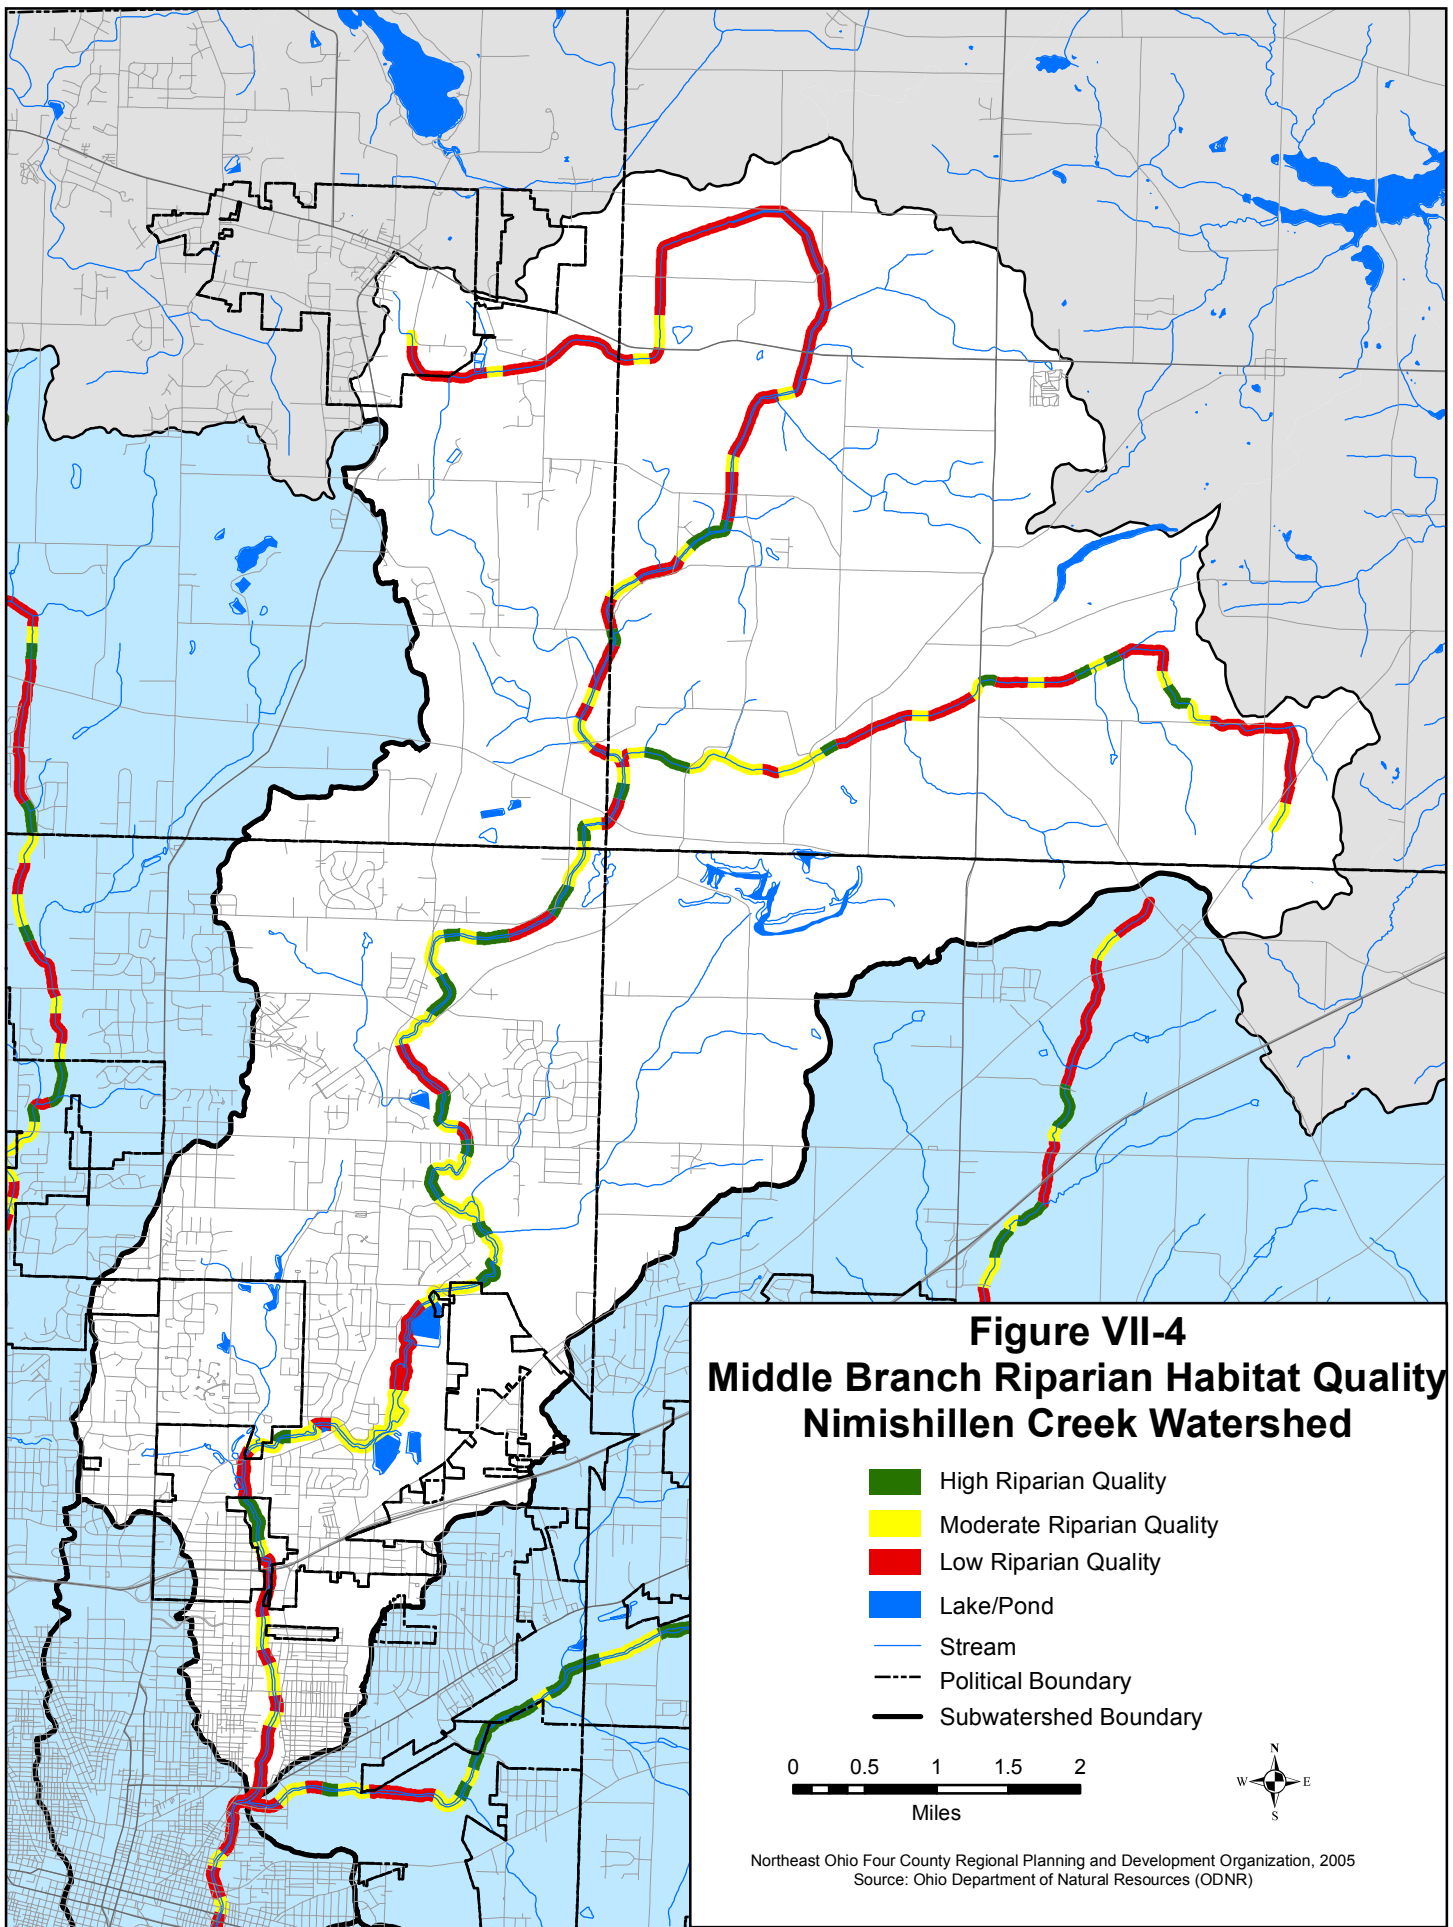 Figure VII-4
Middle Branch Riparian Habitat Quality
Nimishillen Creek Watershed
High Riparian Quality
Moderate Riparian Quality
Low Riparian Quality
Lake/Pond
Stream
Political Boundary
Subwatershed Boundary
0 0.5 1 1.5 2
Miles
N
W E
S
Northeast Ohio Four County Regional Planning and Development Organization, 2005
Source: Ohio Department of Natural Resources (ODNR)